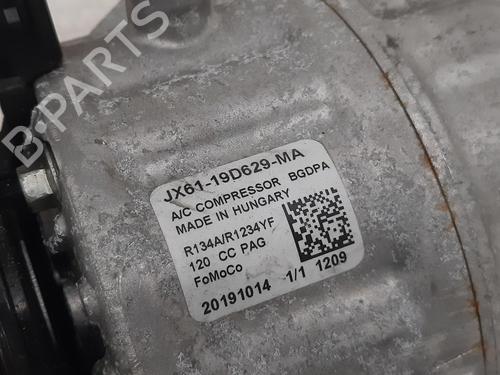 B-PARTS
JX61-19D629-MA
A/C COMPRESSOR BGDPA
MADE IN HUNGARY
R134A/R1234YF
120 CC PAG
FoMoCo
20191014 1/1 1209